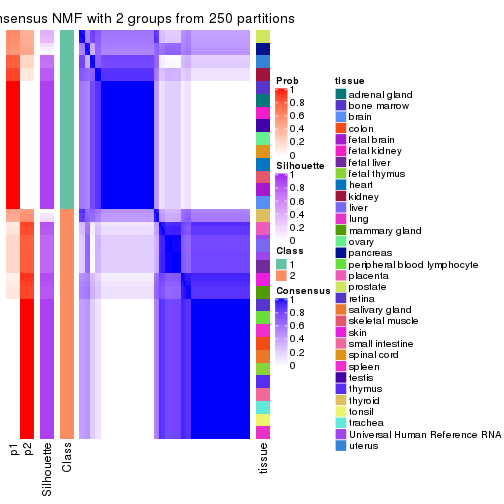 nsensus NMF with 2 groups from 250 partitions
p1
p2
Silhouette
Class
tissue
Prob
1
0.8
0.6
0.4
0.2
0
Silhouette
1
0.8
0.6
0.4
0.2
0
Class
1
2
Consensus
1
0.8
0.6
0.4
0.2
0
tissue
adrenal gland
bone marrow
brain
colon
fetal brain
fetal kidney
fetal liver
fetal thymus
heart
kidney
liver
lung
mammary gland
ovary
pancreas
peripheral blood lymphocyte
placenta
prostate
retina
salivary gland
skeletal muscle
skin
small intestine
spinal cord
spleen
testis
thymus
thyroid
tonsil
trachea
Universal Human Reference RNA
uterus